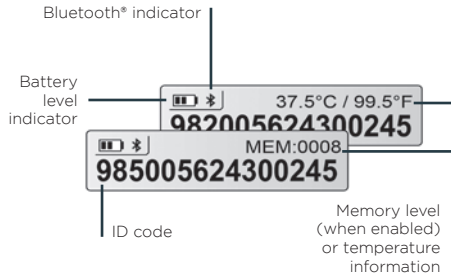 Bluetooth® indicator
Battery
level
indicator
37.5°C / 99.5°F
982005624300245
MEM:0008
985005624300245
ID code
Memory level
(when enabled)
or temperature
information